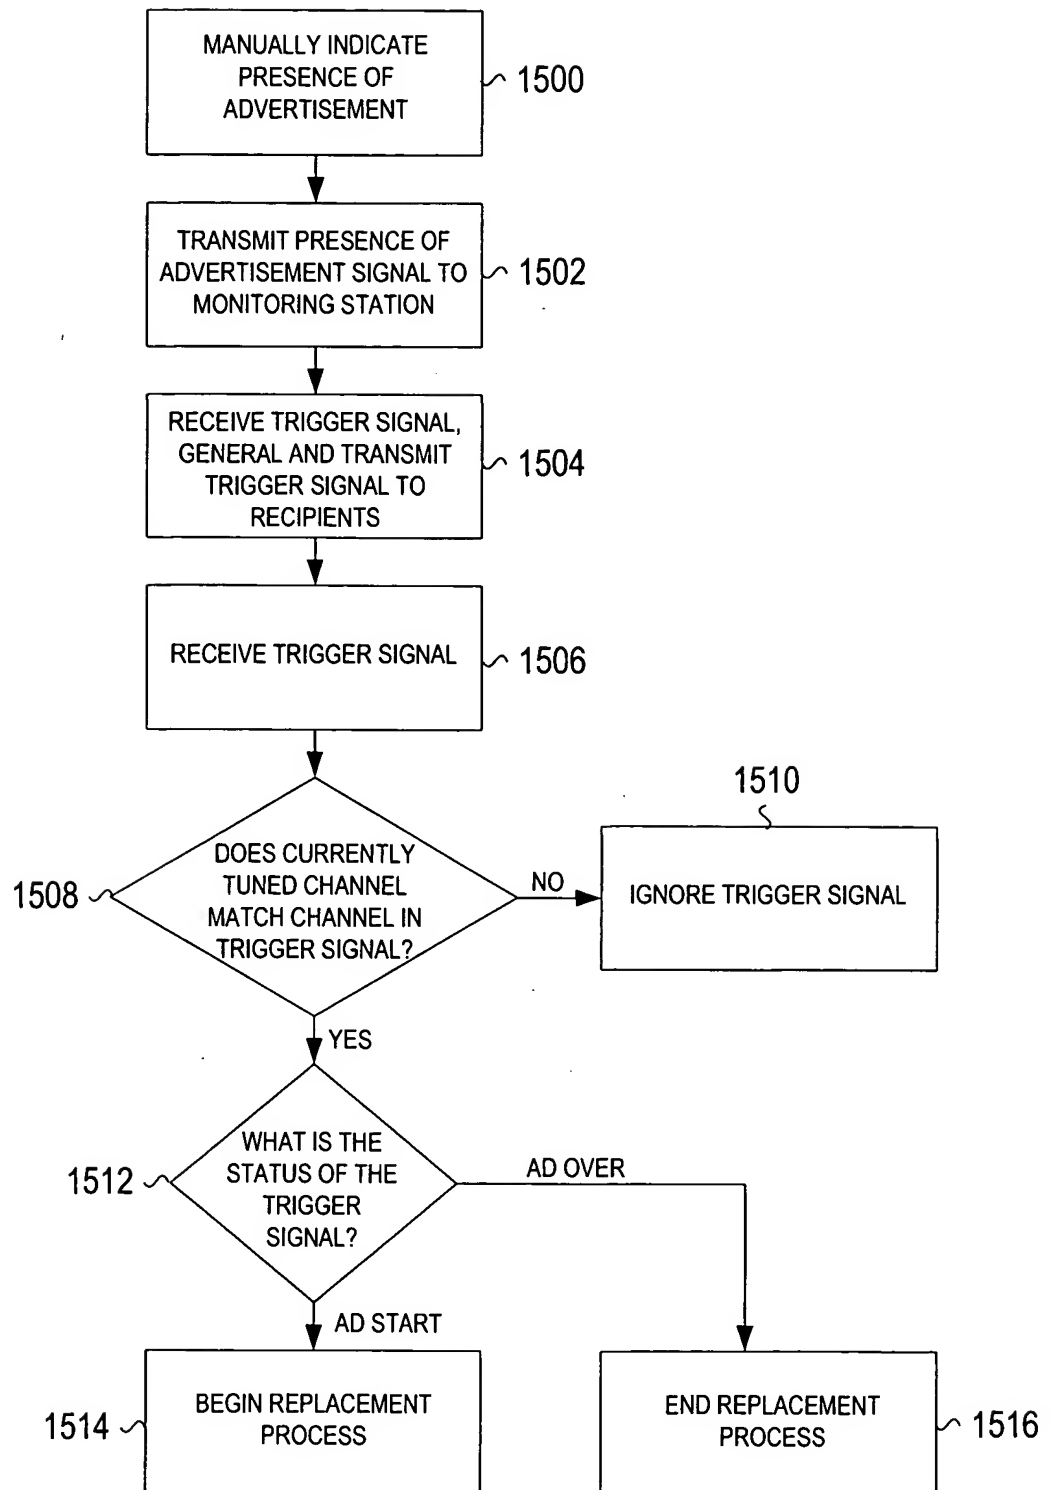 MANUALLY INDICATE
PRESENCE OF
ADVERTISEMENT
1500
TRANSMIT PRESENCE OF
ADVERTISEMENT SIGNAL TO
MONITORING STATION
1502
RECEIVE TRIGGER SIGNAL,
GENERAL AND TRANSMIT
TRIGGER SIGNAL TO
RECIPIENTS
1504
RECEIVE TRIGGER SIGNAL
1506
DOES CURRENTLY
TUNED CHANNEL
MATCH CHANNEL IN
TRIGGER SIGNAL?
1508
NO
1510
IGNORE TRIGGER SIGNAL
YES
WHAT IS THE
STATUS OF THE
TRIGGER
SIGNAL?
1512
AD OVER
AD START
BEGIN REPLACEMENT
PROCESS
1514
END REPLACEMENT
PROCESS
1516